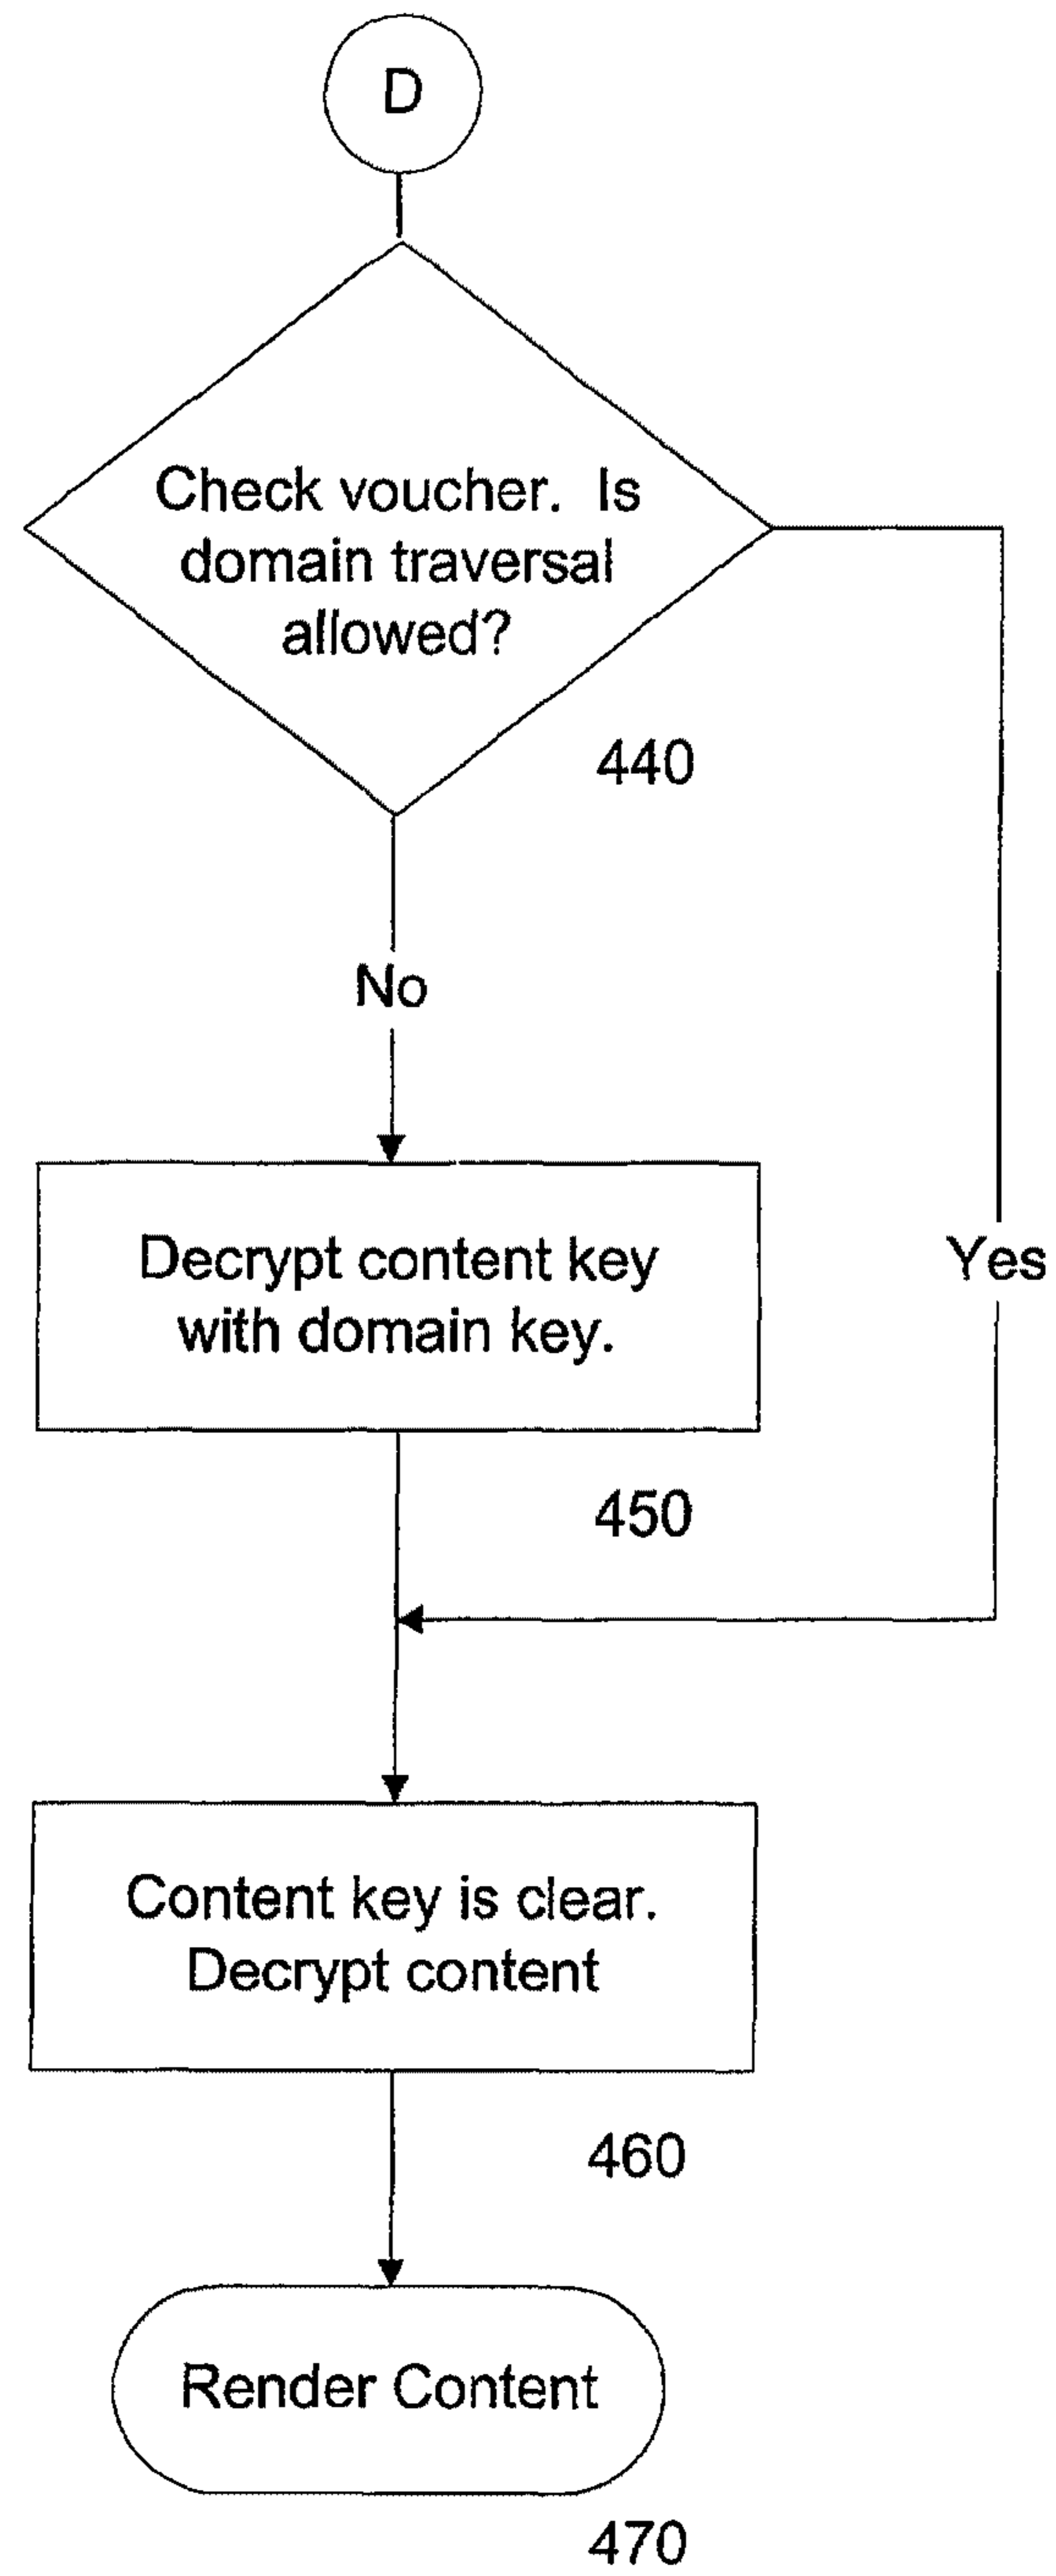 D
Check voucher.  Is
domain traversal
allowed?
440
No
Decrypt content key
with domain key.
Yes
450
Content key is clear.
Decrypt content
460
Render Content
470